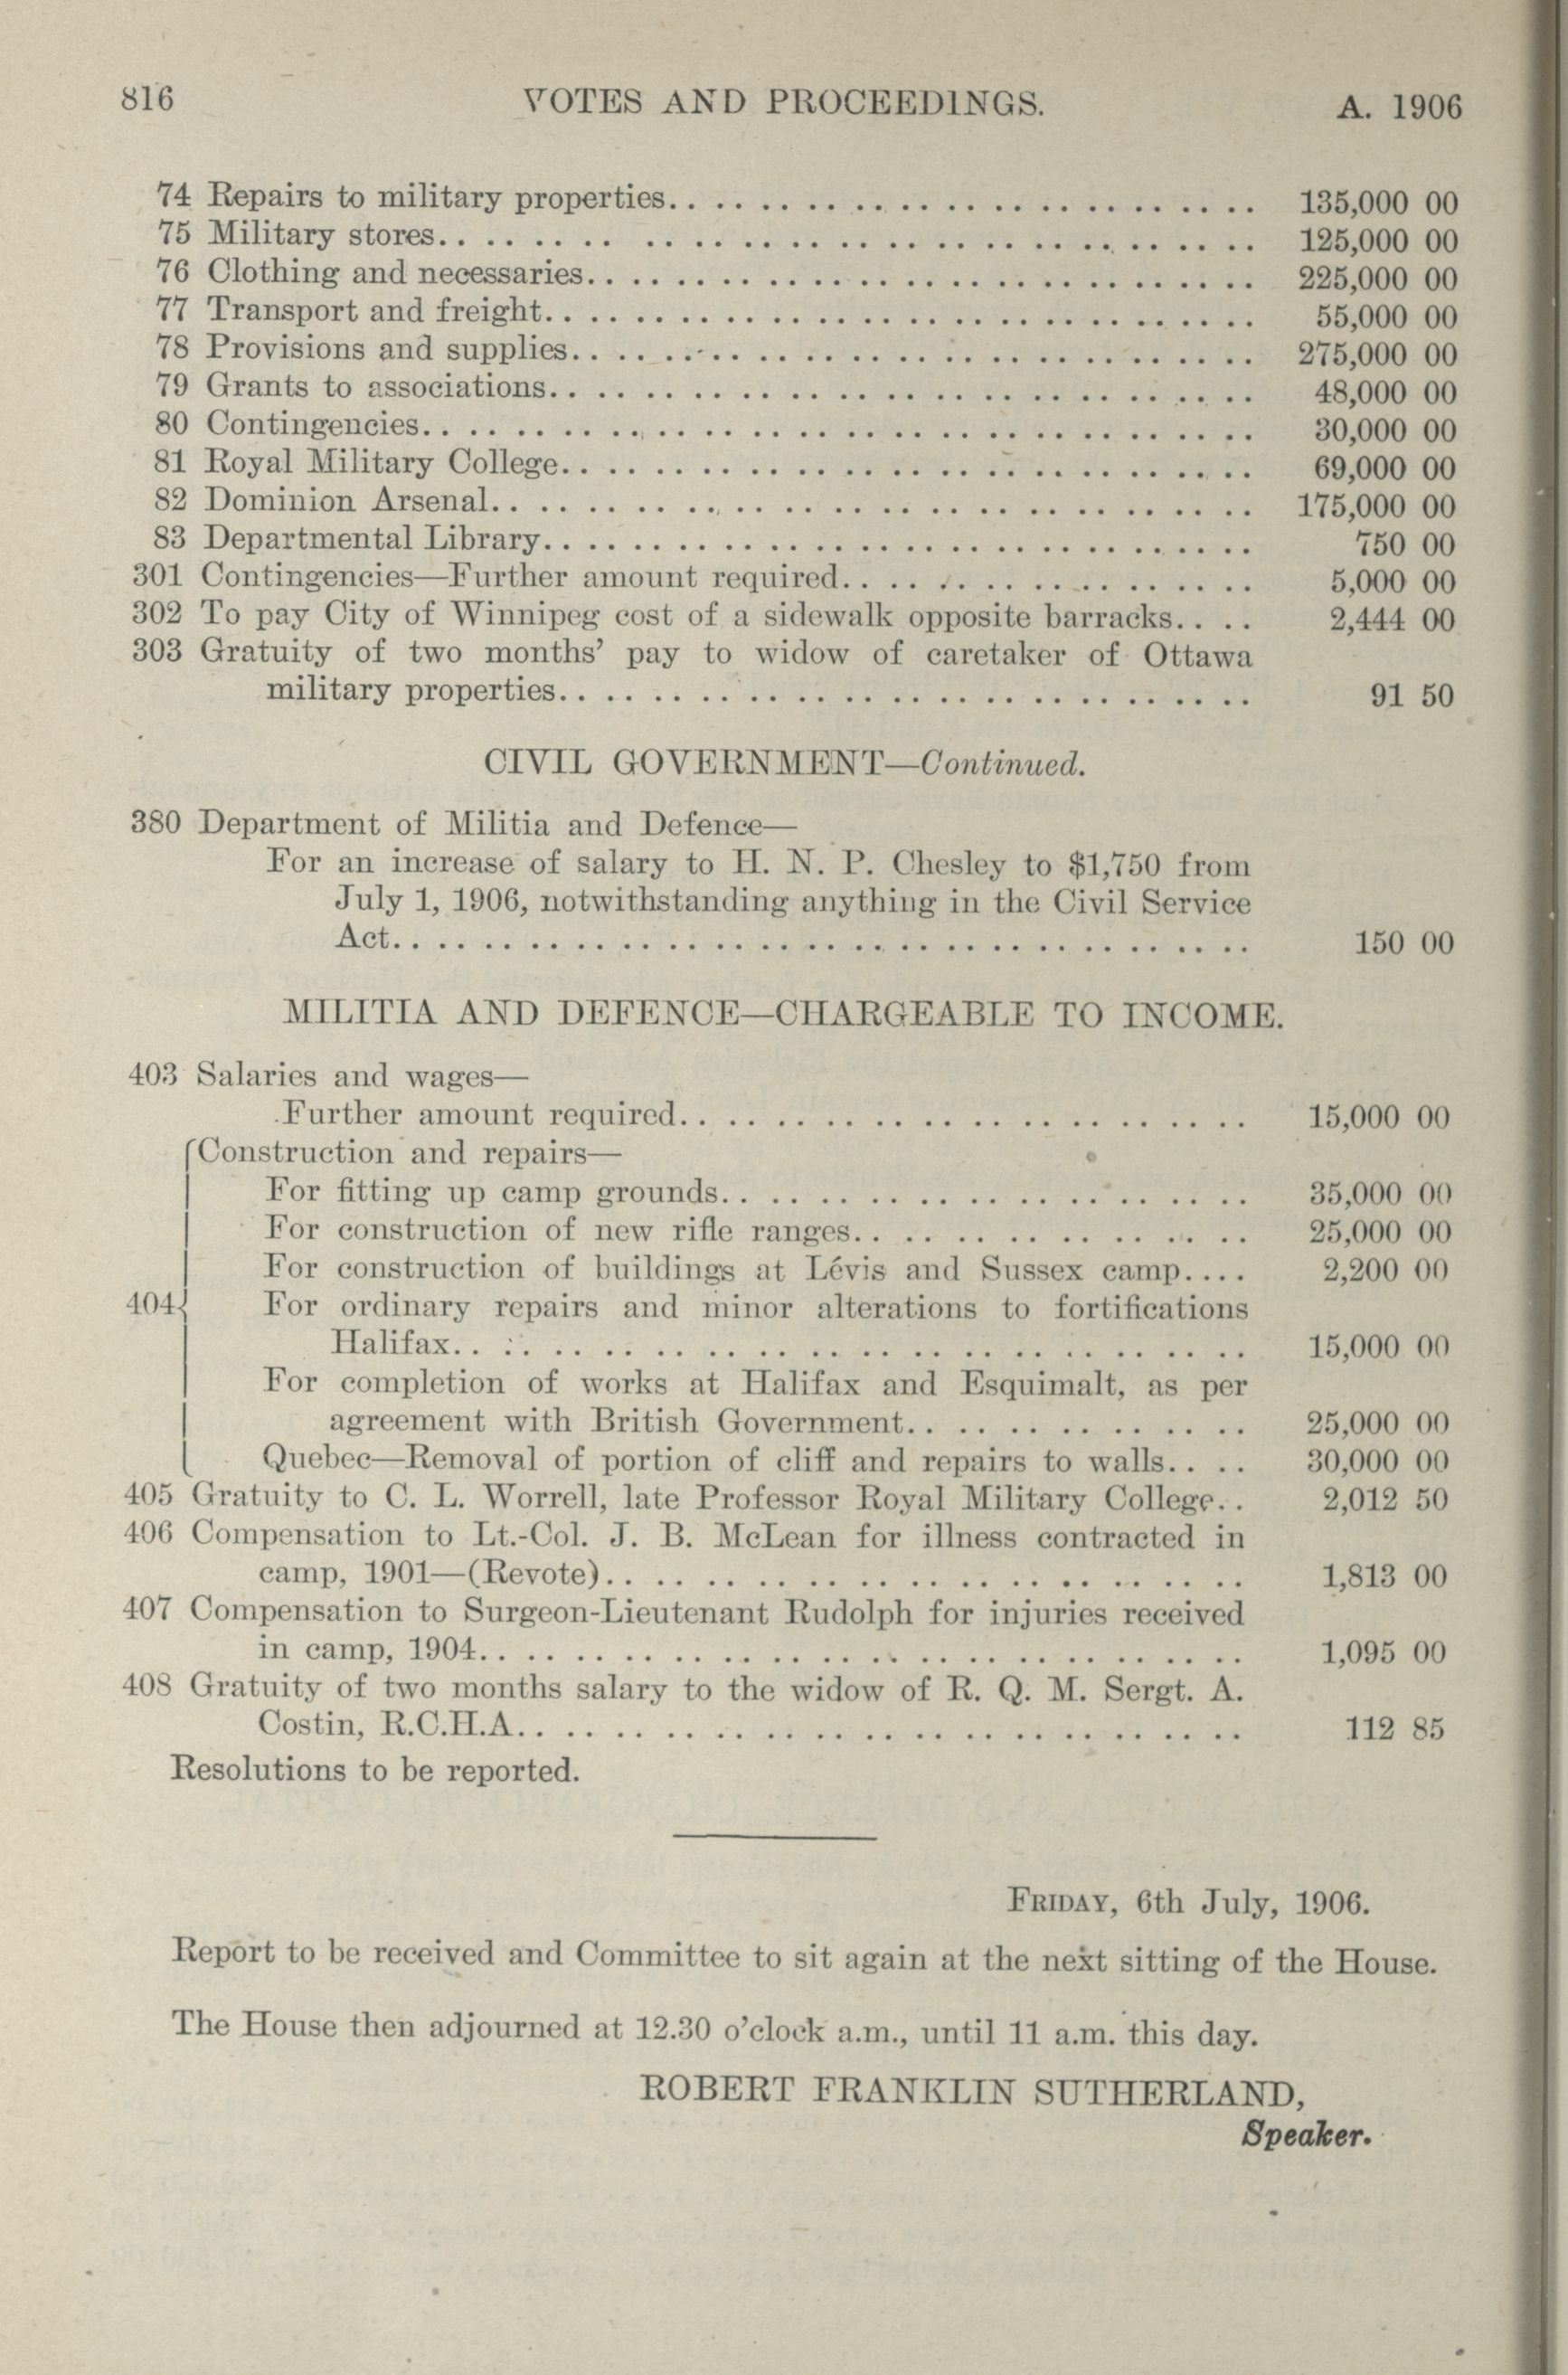 816 VOTES AND PROCEEDINGS. A. 1906
74 Repairs to military properties. . . . . . . . . . . . . . . . . . . . . . . . . . 135,000 00
75 Military stores. . . . . . . . . . . . . . . . . . . . . . . . . . . . . . . . . . 125,000 00
76 Clothing and necessaries. . . . . . . . . . . . . . . . . . . . . . . . . . . . . 225,000 00
77 Transport and freight. . . . . . . . . . . . . . . . . . . . . . . . . . . . . . . 55,000 00
78 Provisions and supplies. . . . . . . . . . . . . . . . . . . . . . . . . . . . . . 275,000 00
79 Grants to associations. . . . . . . . . . . . . . . . . . . . . . . . . . . . . . 48,000 00
80 Contingencies. . . . . . . . . . . . . . . . . . . . . . . . . . . . . . . . . . . 30,000 00
81 Royal Military College. . . . . . . . . . . . . . . . . . . . . . . . . . . . . . 69,000 00
82 Dominion Arsenal. . . . . . . . . . . . . . . . . . . . . . . . . . . . . . . . . 175,000 00
83 Departmental Library. . . . . . . . . . . . . . . . . . . . . . . . . . . . . . . 750 00
301 Contingencies—Further amount required. . . . . . . . . . . . . . . . . . 5,000 00
302 To pay City of Winnipeg cost of a sidewalk opposite barracks. . . . 2,444 00
303 Gratuity of two months' pay to widow of caretaker of Ottawa
military properties. . . . . . . . . . . . . . . . . . . . . . . . . . . . . . 91 50
CIVIL GOVERNMENT—Continued.
380 Department of Militia and Defence—
For an increase of salary to H. N. P. Chesley to $1,750 from
July 1, 1906, notwithstanding anything in the Civil Service
Act. . . . . . . . . . . . . . . . . . . . . . . . . . . . . . . . . . . . . 150 00
MILITIA AND DEFENCE—CHARGEABLE TO INCOME.
403 Salaries and wages—
Further amount required. . . . . . . . . . . . . . . . . . . . . . . . 15,000 00
Construction and repairs—
For fitting up camp grounds. . . . . . . . . . . . . . . . . . . . . . 35,000 00
For construction of new rifle ranges. . . . . . . . . . . . . . . . 25,000 00
For construction of buildings at Lévis and Sussex camp.... 2,200 00
404 For ordinary repairs and minor alterations to fortifications
Halifax. . . . . . . . . . . . . . . . . . . . . . . . . . . . . . . . 15,000 00
For completion of works at Halifax and Esquimalt, as per
agreement with British Government. . . . . . . . . . . . . . 25,000 00
Quebec—Removal of portion of cliff and repairs to walls. . . . 30,000 00
405 Gratuity to C. L. Worrell, late Professor Royal Military College. . 2,012 50
406 Compensation to Lt.-Col. J. B. McLean for illness contracted in
camp, 1901—(Revote). . . . . . . . . . . . . . . . . . . . . . . . . . 1,813 00
407 Compensation to Surgeon-Lieutenant Rudolph for injuries received
in camp, 1904. . . . . . . . . . . . . . . . . . . . . . . . . . . . . . . 1,095 00
408 Gratuity of two months salary to the widow of R. Q. M. Sergt. A.
Costin, R.C.H.A. . . . . . . . . . . . . . . . . . . . . . . . . . . . . . 112 85
Resolutions to be reported.
FRIDAY, 6th July, 1906.
Report to be received and Committee to sit again at the next sitting of the House.
The House then adjourned at 12.30 o'clock a.m., until 11 a.m. this day.
ROBERT FRANKLIN SUTHERLAND,
Speaker.